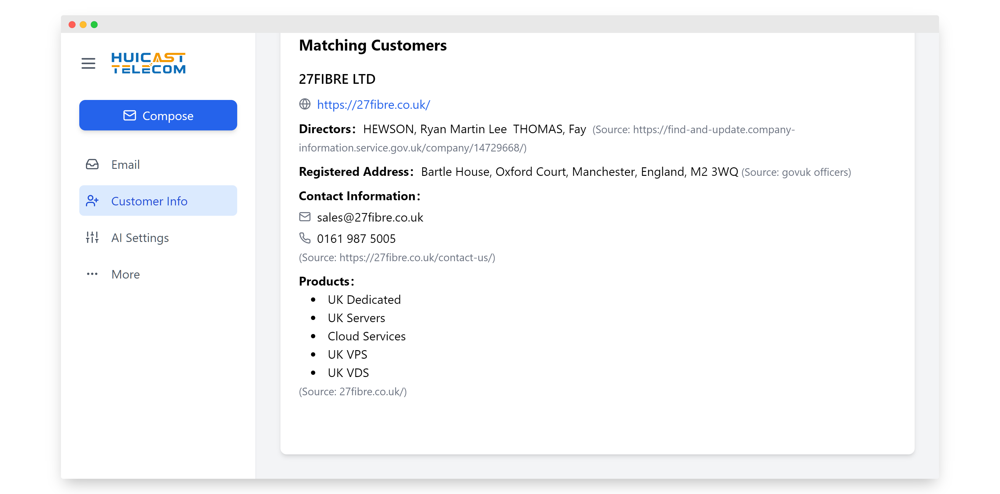 HUICAST
TELECOM
Compose
Email
Customer Info
AI Settings
More
Matching Customers
27FIBRE LTD
https://27fibre.co.uk/
Directors： HEWSON, Ryan Martin Lee THOMAS, Fay (Source: https://find-and-update.company-
information.service.gov.uk/company/14729668/)
Registered Address： Bartle House, Oxford Court, Manchester, England, M2 3WQ (Source: govuk officers)
Contact Information：
sales@27fibre.co.uk
0161 987 5005
(Source: https://27fibre.co.uk/contact-us/)
Products：
• UK Dedicated
• UK Servers
• Cloud Services
• UK VPS
• UK VDS
(Source: 27fibre.co.uk/)